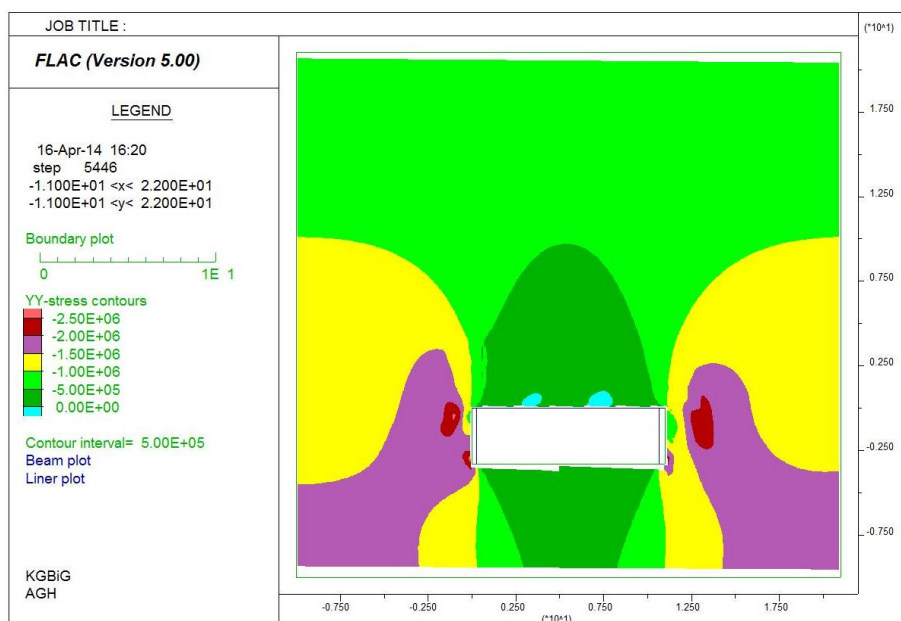 JOB TITLE :
(*10^1)
FLAC (Version 5.00)
LEGEND
16-Apr-14 16:20
step 5446
-1.100E+01 <x< 2.200E+01
-1.100E+01 <y< 2.200E+01
Boundary plot
0 1E 1
YY-stress contours
-2.50E+06
-2.00E+06
-1.50E+06
-1.00E+06
-5.00E+05
0.00E+00
Contour interval= 5.00E+05
Beam plot
Liner plot
KGBiG
AGH
1.750
1.250
0.750
0.250
-0.250
-0.750
-0.750 -0.250 0.250 0.750 1.250 1.750
(*10^1)